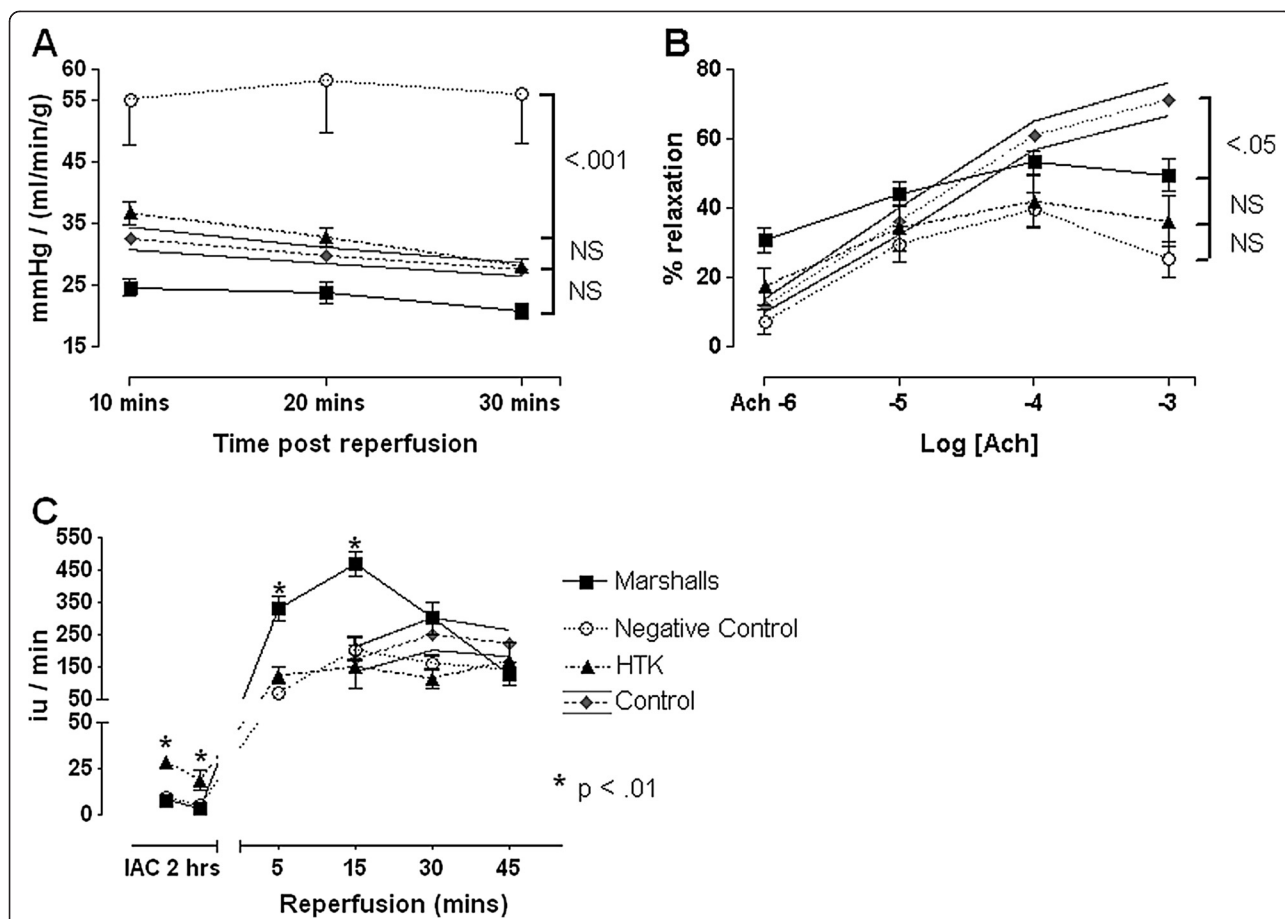 A
60
55
45
35
25
15
mmHg / (ml/min/g)
<.001
NS
NS
10 mins 20 mins 30 mins
Time post reperfusion
B
80
60
40
20
0
% relaxation
<.05
NS
NS
Ach -6 -5 -4 -3
Log [Ach]
C
550
450
350
250
150
50
50
25
0
iu / min
* *
* *
IAC 2 hrs 5 15 30 45
Reperfusion (mins)
Marshalls
Negative Control
HTK
Control
* p < .01